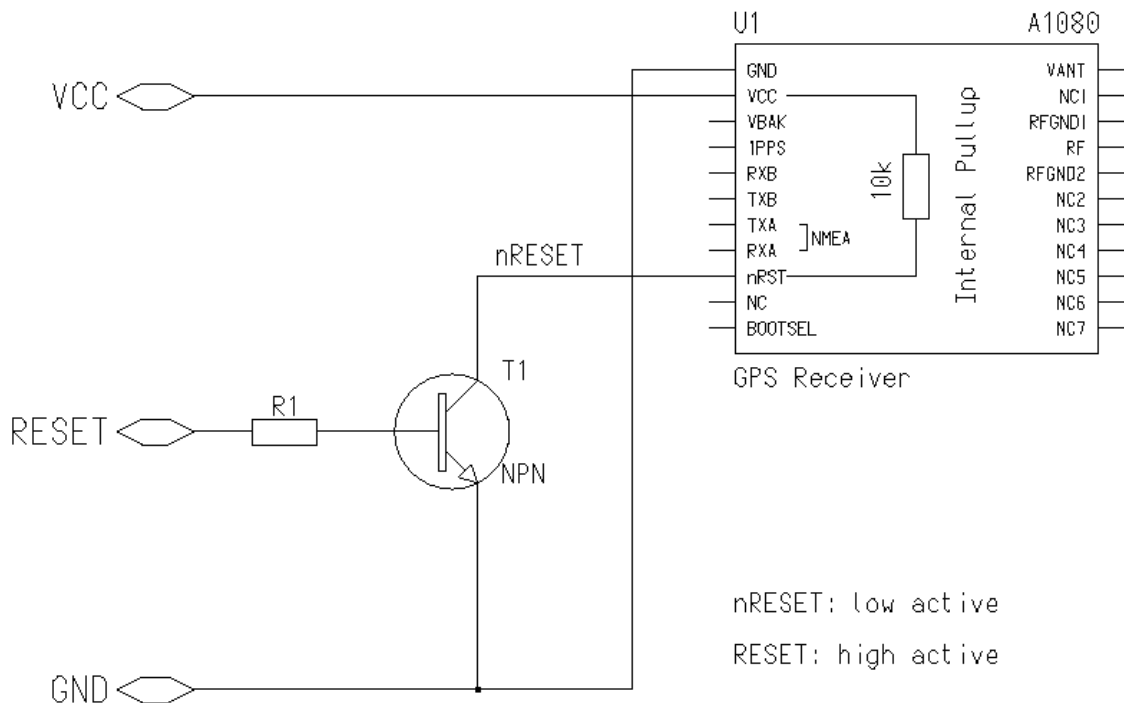 U1 A1080
VCC
GND
VCC
VBAK
1PPS
RXB
TXB
TXA
RXA
nRST
NC
BOOTSEL
NMEA
10k
Internal Pullup
VANT
NC1
RFGND1
RF
RFGND2
NC2
NC3
NC4
NC5
NC6
NC7
GPS Receiver
nRESET
T1
R1
RESET
NPN
nRESET: low active
RESET: high active
GND